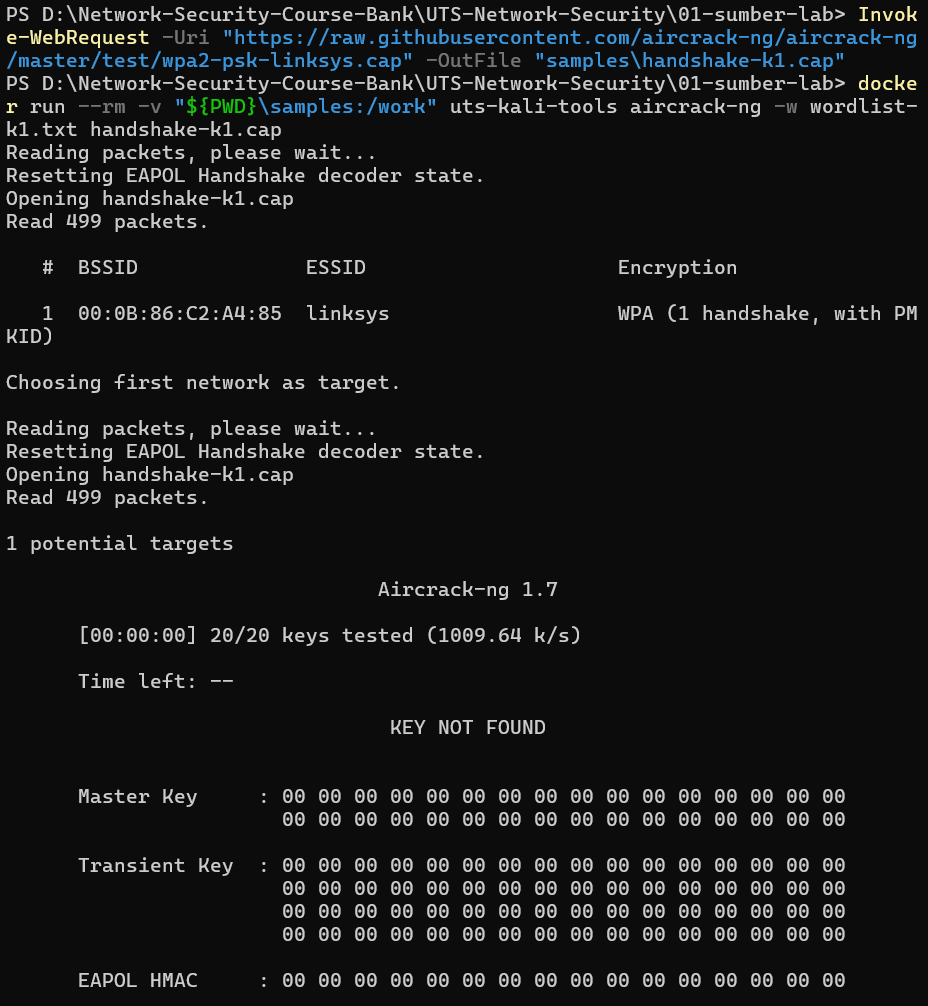 PS D:\Network-Security-Course-Bank\UTS-Network-Security\01-sumber-lab> Invok
e-WebRequest -Uri "https://raw.githubusercontent.com/aircrack-ng/aircrack-ng
/master/test/wpa2-psk-linksys.cap" -OutFile "samples\handshake-k1.cap"
PS D:\Network-Security-Course-Bank\UTS-Network-Security\01-sumber-lab> docke
r run --rm -v "${PWD}\samples:/work" uts-kali-tools aircrack-ng -w wordlist-
k1.txt handshake-k1.cap
Reading packets, please wait...
Resetting EAPOL Handshake decoder state.
Opening handshake-k1.cap
Read 499 packets.
# BSSID ESSID Encryption
1 00:0B:86:C2:A4:85 linksys WPA (1 handshake, with PM
KID)
Choosing first network as target.
Reading packets, please wait...
Resetting EAPOL Handshake decoder state.
Opening handshake-k1.cap
Read 499 packets.
1 potential targets
Aircrack-ng 1.7
[00:00:00] 20/20 keys tested (1009.64 k/s)
Time left: --
KEY NOT FOUND
Master Key : 00 00 00 00 00 00 00 00 00 00 00 00 00 00 00 00
00 00 00 00 00 00 00 00 00 00 00 00 00 00 00 00
Transient Key : 00 00 00 00 00 00 00 00 00 00 00 00 00 00 00 00
00 00 00 00 00 00 00 00 00 00 00 00 00 00 00 00
00 00 00 00 00 00 00 00 00 00 00 00 00 00 00 00
00 00 00 00 00 00 00 00 00 00 00 00 00 00 00 00
EAPOL HMAC : 00 00 00 00 00 00 00 00 00 00 00 00 00 00 00 00